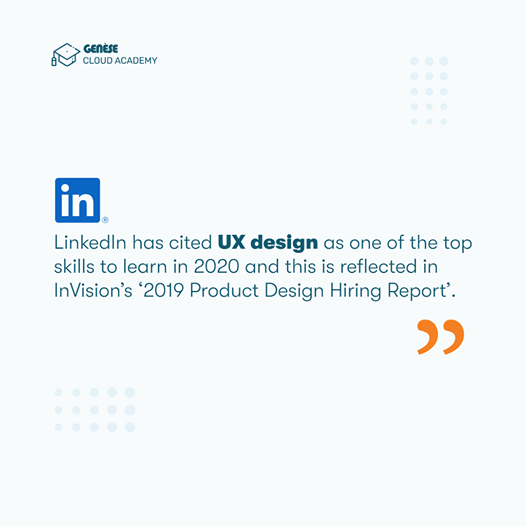 GENÈSE
CLOUD ACADEMY
in®
LinkedIn has cited UX design as one of the top
skills to learn in 2020 and this is reflected in
InVision's ‘2019 Product Design Hiring Report’.
”